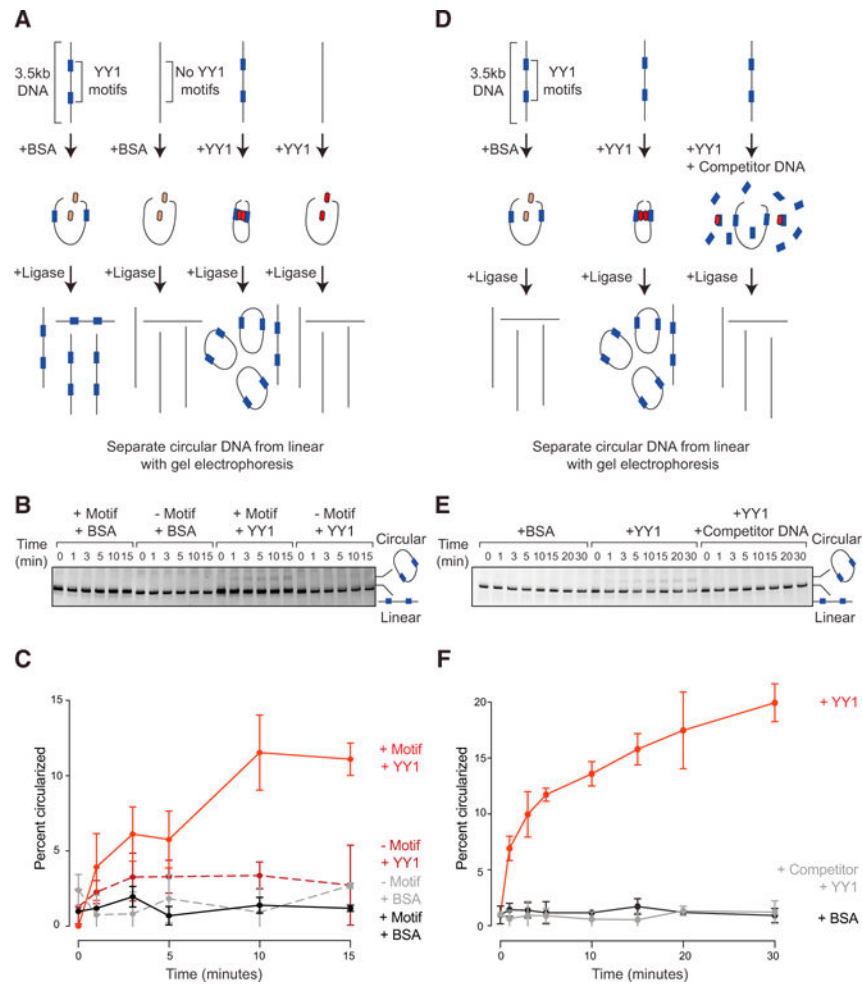 A
3.5kb
DNA
YY1
motifs
No YY1
motifs
+BSA
+BSA
+YY1
+YY1
+Ligase
+Ligase
+Ligase
+Ligase
Separate circular DNA from linear
with gel electrophoresis
B
+ Motif
+ BSA
- Motif
+ BSA
+ Motif
+ YY1
- Motif
+ YY1
Circular
Time
(min)
0 1 3 5 10 15 0 1 3 5 10 15 0 1 3 5 10 15 0 1 3 5 10 15
Linear
C
Percent circularized
15
10
5
0
0 5 10 15
Time (minutes)
+ Motif
+ YY1
- Motif
+ YY1
- Motif
+ BSA
+ Motif
+ BSA
D
3.5kb
DNA
YY1
motifs
+BSA
+YY1
+YY1
+ Competitor DNA
+Ligase
+Ligase
+Ligase
Separate circular DNA from linear
with gel electrophoresis
E
+BSA
+YY1
+YY1
+Competitor DNA
Circular
Time
(min)
0 1 3 5 10 15 20 30 0 1 3 5 10 15 20 30 0 1 3 5 10 15 20 30
Linear
F
Percent circularized
20
15
10
5
0
0 10 20 30
Time (minutes)
+ YY1
+ Competitor
+ YY1
+ BSA